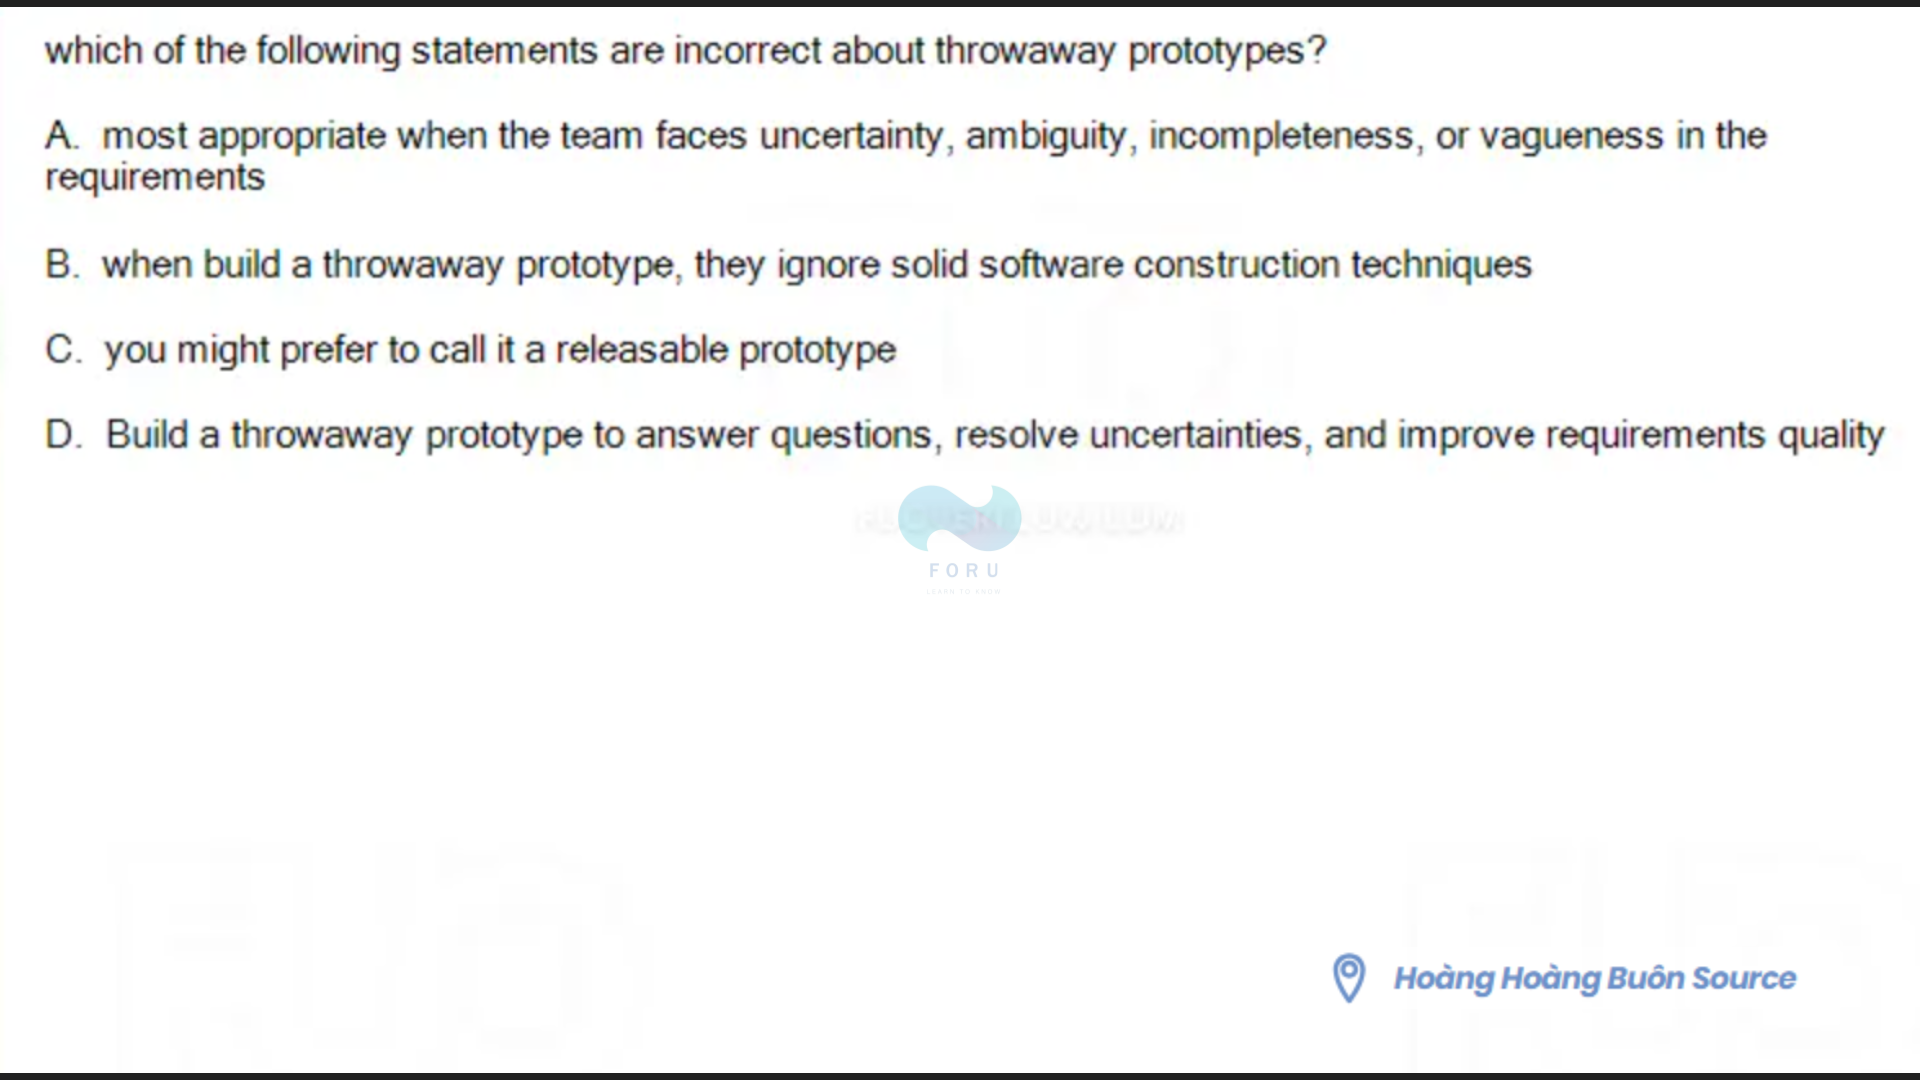 which of the following statements are incorrect about throwaway prototypes?
A. most appropriate when the team faces uncertainty, ambiguity, incompleteness, or vagueness in the
requirements
B. when build a throwaway prototype, they ignore solid software construction techniques
C. you might prefer to call it a releasable prototype
D. Build a throwaway prototype to answer questions, resolve uncertainties, and improve requirements quality
FORU
LEARN TO KNOW
Hoàng Hoàng Buôn Source